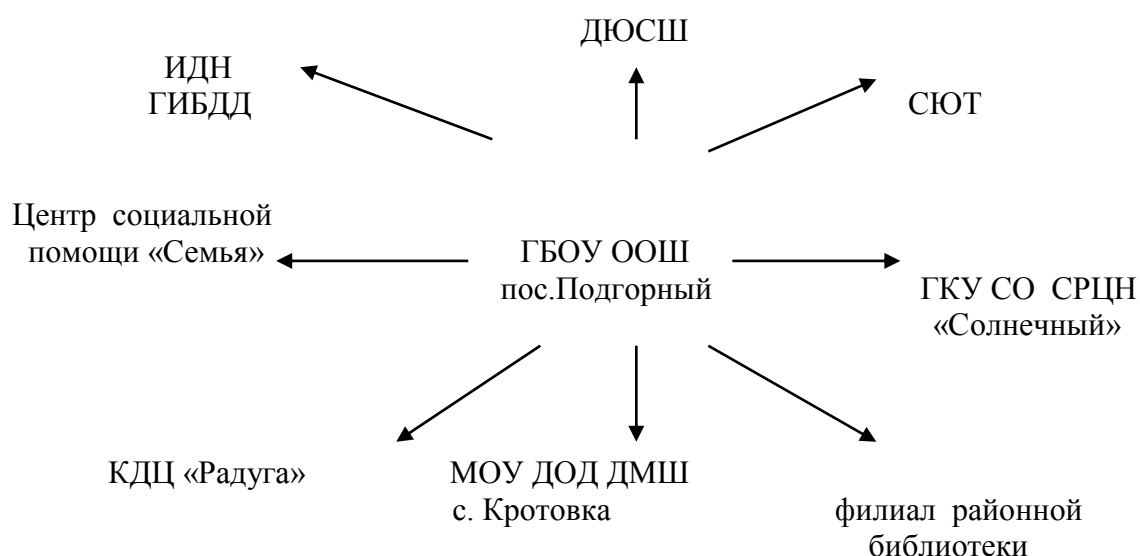 ДЮСШ
ИДН
ГИБДД
СЮТ
Центр социальной
помощи «Семья»
ГБОУ ООШ
пос.Подгорный
ГКУ СО СРЦН
«Солнечный»
КДЦ «Радуга»
МОУ ДОД ДМШ
с. Кротовка
филиал районной
библиотеки